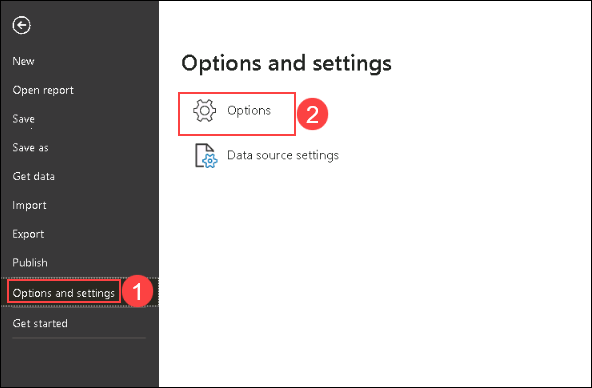 New
Open report
Save
Save as
Get data
Import
Export
Publish
Options and settings
1
Get started
Options and settings
Options
2
Data source settings